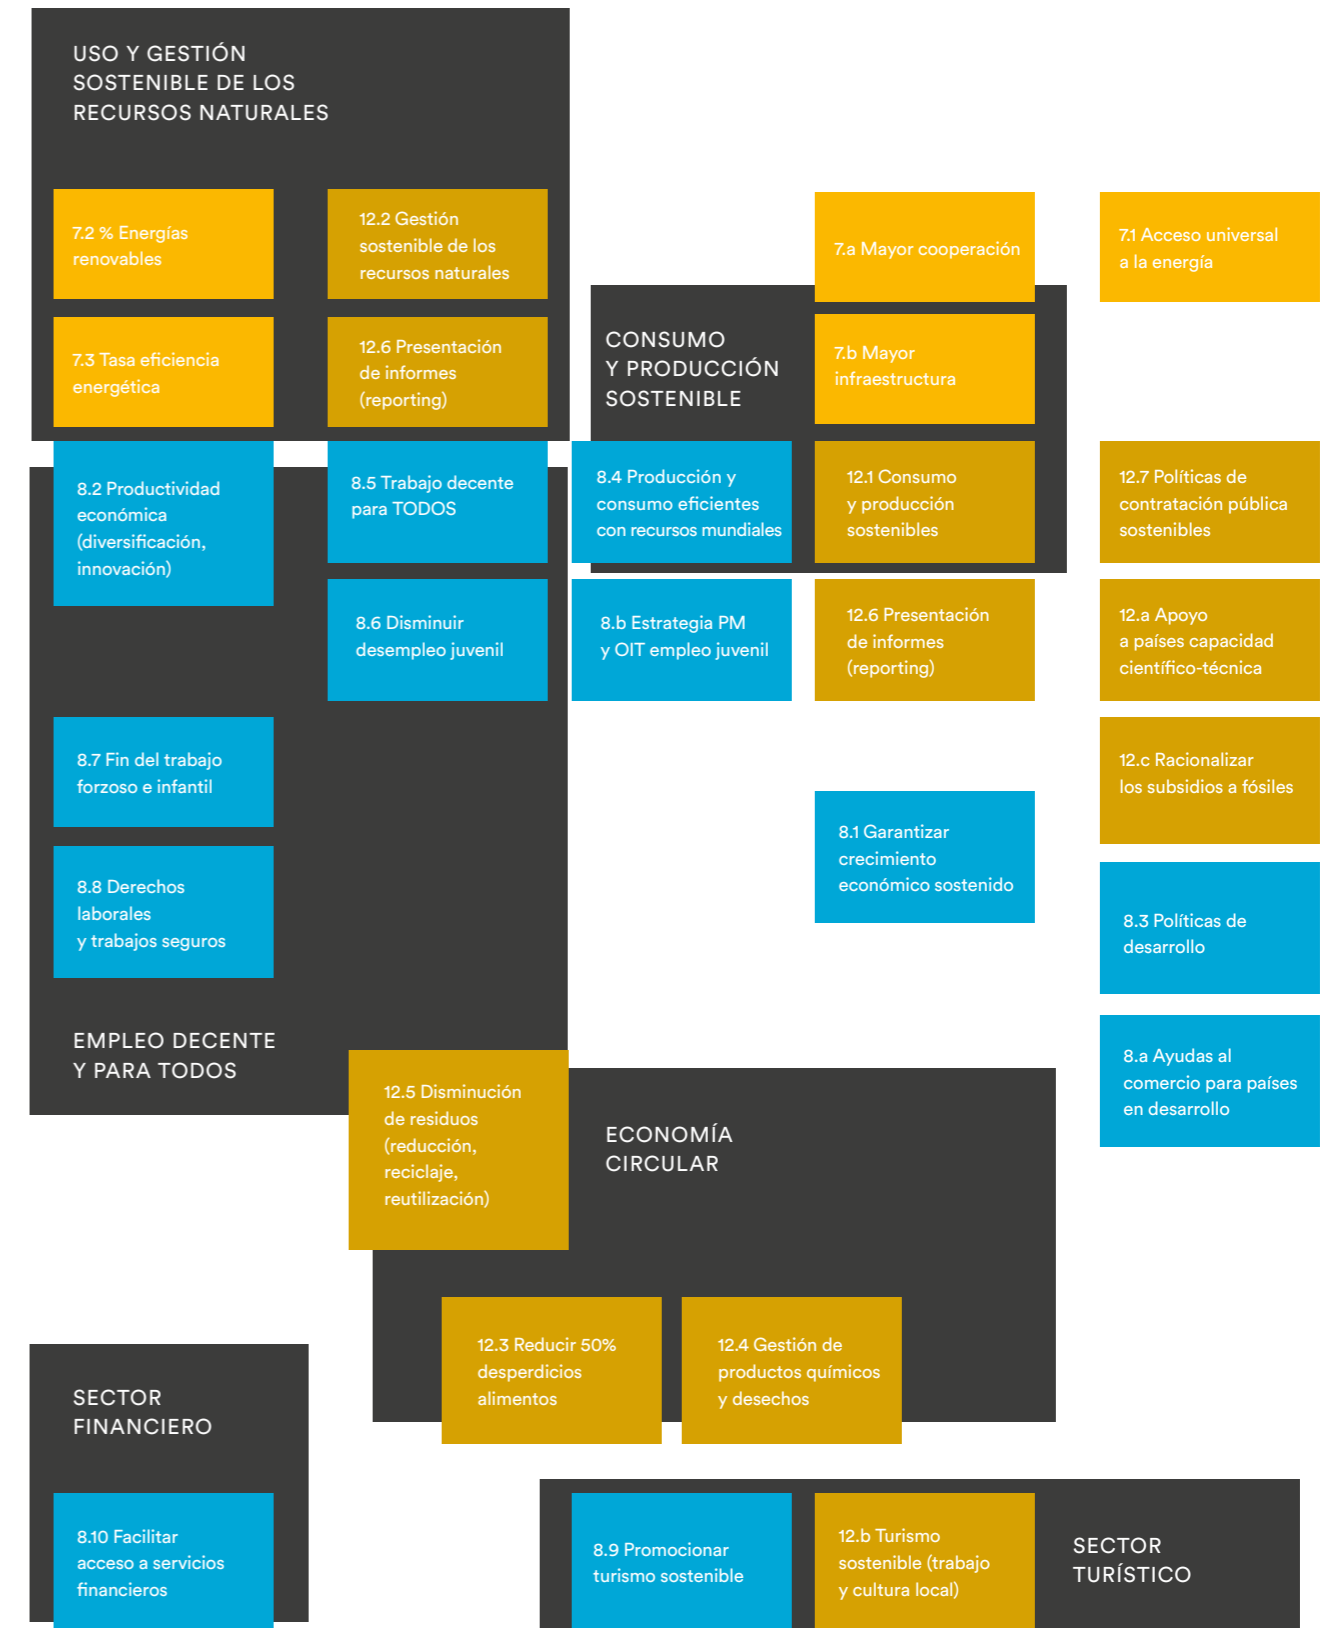 USO Y GESTIÓN
SOSTENIBLE DE LOS
RECURSOS NATURALES
7.2 % Energías
renovables
12.2 Gestión
sostenible de los
recursos naturales
7.a Mayor cooperación
7.1 Acceso universal
a la energía
7.3 Tasa eficiencia
energética
12.6 Presentación
de informes
(reporting)
CONSUMO
Y PRODUCCIÓN
SOSTENIBLE
7.b Mayor
infraestructura
8.2 Productividad
económica
(diversificación,
innovación)
8.5 Trabajo decente
para TODOS
8.4 Producción y
consumo eficientes
con recursos mundiales
12.1 Consumo
y producción
sostenibles
12.7 Políticas de
contratación pública
sostenibles
8.6 Disminuir
desempleo juvenil
8.b Estrategia PM
y OIT empleo juvenil
12.6 Presentación
de informes
(reporting)
12.a Apoyo
a países capacidad
científico-técnica
8.7 Fin del trabajo
forzoso e infantil
12.c Racionalizar
los subsidios a fósiles
8.1 Garantizar
crecimiento
económico sostenido
8.8 Derechos
laborales
y trabajos seguros
8.3 Políticas de
desarrollo
EMPLEO DECENTE
Y PARA TODOS
8.a Ayudas al
comercio para países
en desarrollo
12.5 Disminución
de residuos
(reducción,
reciclaje,
reutilización)
ECONOMÍA
CIRCULAR
12.3 Reducir 50%
desperdicios
alimentos
12.4 Gestión de
productos químicos
y desechos
SECTOR
FINANCIERO
8.10 Facilitar
acceso a servicios
financieros
8.9 Promocionar
turismo sostenible
12.b Turismo
sostenible (trabajo
y cultura local)
SECTOR
TURÍSTICO